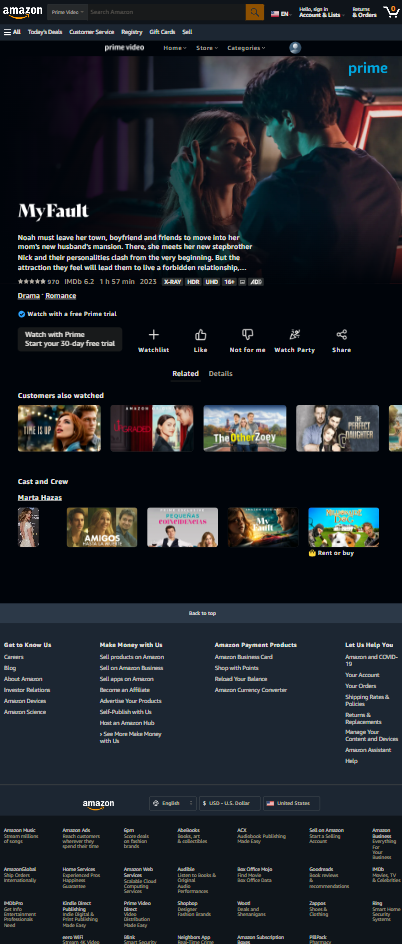 amazon
Prime Video
Search Amazon
EN
Hello, sign in
Account & Lists
Returns
& Orders
0
All
Today's Deals
Customer Service
Registry
Gift Cards
Sell
prime video
Home
Store
Categories
prime
My Fault
Noah must leave her town, boyfriend and friends to move into her
mom's new husband's mansion. There, she meets her new stepbrother
Nick and their personalities clash from the very beginning. But the
attraction they feel will lead them to live a forbidden relationship,...
970 IMDb 6.2 1 h 57 min 2023 X-RAY HDR UHD 16+ AD
Drama · Romance
Watch with a free Prime trial
Watch with Prime
Start your 30-day free trial
Watchlist
Like
Not for me
Watch Party
Share
Related
Details
Customers also watched
TIME IS UP
AMAZON
UPGRADED
The Other Zoey
THE PERFECT DAUGHTER
Cast and Crew
Marta Hazas
AMIGOS
HASTA LA MUERTE
PEQUEÑAS
COINCIDENCIAS
My Fault
Rent or buy
Back to top
Get to Know Us
Careers
Blog
About Amazon
Investor Relations
Amazon Devices
Amazon Science
Make Money with Us
Sell products on Amazon
Sell on Amazon Business
Sell apps on Amazon
Become an Affiliate
Advertise Your Products
Self-Publish with Us
Host an Amazon Hub
› See More Make Money
with Us
Amazon Payment Products
Amazon Business Card
Shop with Points
Reload Your Balance
Amazon Currency Converter
Let Us Help You
Amazon and COVID-
19
Your Account
Your Orders
Shipping Rates &
Policies
Returns &
Replacements
Manage Your
Content and Devices
Amazon Assistant
Help
amazon
English
$ USD - U.S. Dollar
United States
Amazon Music
Stream millions
of songs
Amazon Ads
Reach customers
wherever they
spend their time
6pm
Score deals
on fashion
brands
AbeBooks
Books, art
& collectibles
ACX
Audiobook Publishing
Made Easy
Sell on Amazon
Start a Selling
Account
Amazon
Business
Everything
For
Your
Business
AmazonGlobal
Ship Orders
Internationally
Home Services
Experienced Pros
Happiness
Guarantee
Amazon Web
Services
Scalable Cloud
Computing
Services
Audible
Listen to Books &
Original
Audio
Performances
Box Office Mojo
Find Movie
Box Office Data
Goodreads
Book reviews
&
recommendations
IMDb
Movies, TV
& Celebrities
IMDbPro
Get Info
Entertainment
Professionals
Need
Kindle Direct
Publishing
Indie Digital &
Print Publishing
Made Easy
Prime Video
Direct
Video
Distribution
Made Easy
Shopbop
Designer
Fashion Brands
Woot!
Deals and
Shenanigans
Zappos
Shoes &
Clothing
Ring
Smart Home
Security
Systems
eero WiFi
Stream 4K Video
Blink
Smart Security
Neighbors App
Real-Time Crime
Amazon Subscription
Boxes
PillPack
Pharmacy